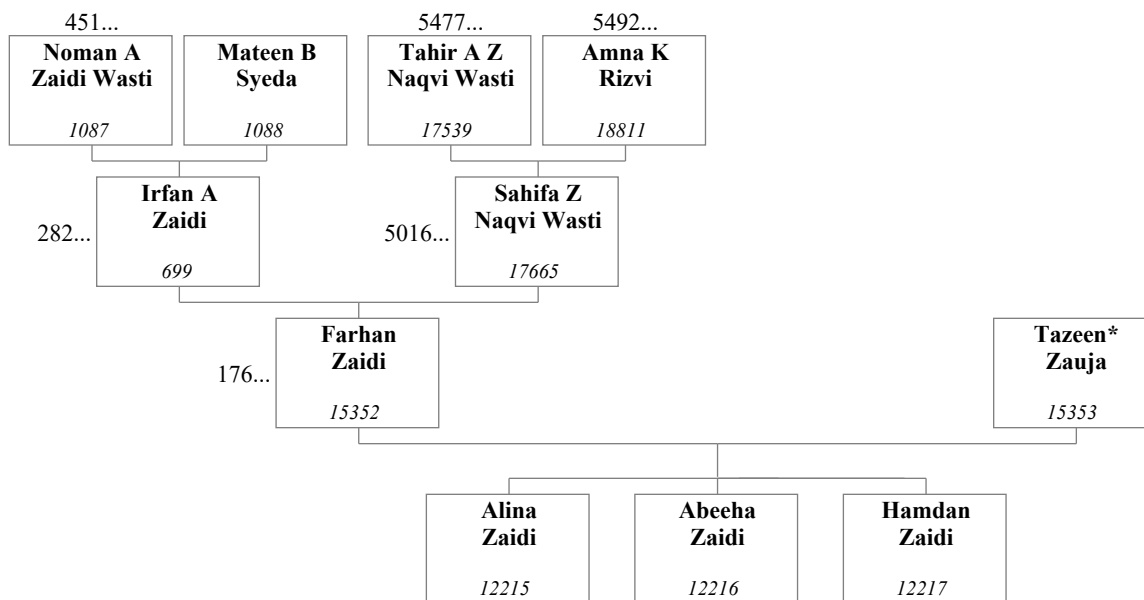 451... 5477... 5492...
Noman A Mateen B Tahir A Z Amna K
Zaidi Wasti Syeda Naqvi Wasti Rizvi
1087 1088 17539 18811
Irfan A Sahifa Z
Zaidi Naqvi Wasti
282... 5016...
699 17665
Farhan Tazeen*
Zaidi Zauja
176...
15352 15353
Alina Abeeha Hamdan
Zaidi Zaidi Zaidi
12215 12216 12217